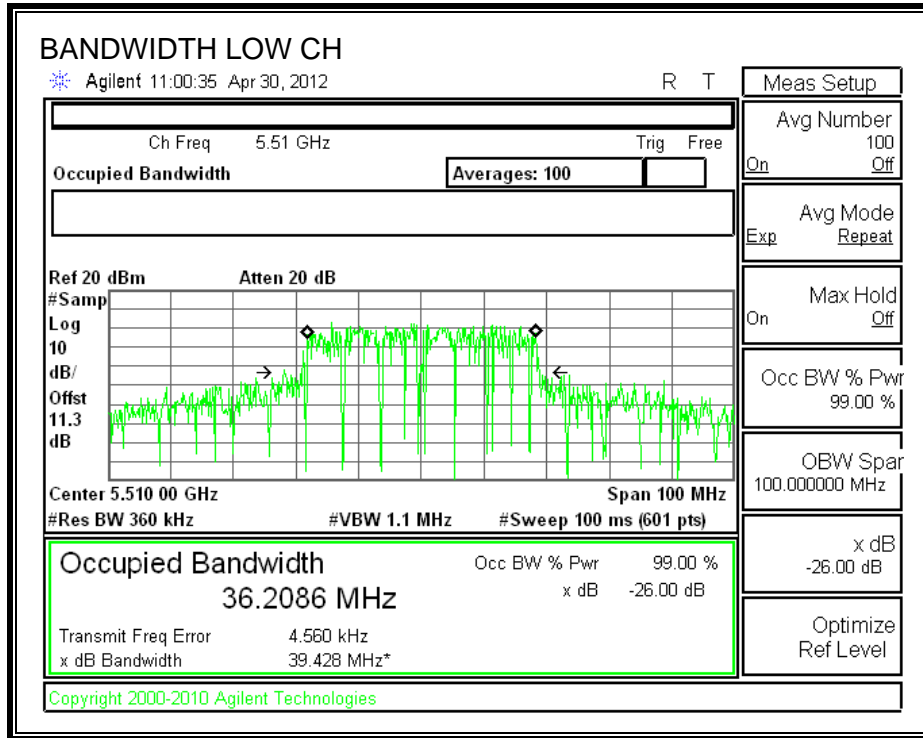 BANDWIDTH LOW CH
Agilent 11:00:35 Apr 30, 2012 R T
Ch Freq 5.51 GHz Trig Free
Occupied Bandwidth Averages: 100
Ref 20 dBm Atten 20 dB
#Samp
Log
10
dB/
Offst
11.3
dB
Center 5.510 00 GHz Span 100 MHz
#Res BW 360 kHz #VBW 1.1 MHz #Sweep 100 ms (601 pts)
Occupied Bandwidth Occ BW % Pwr 99.00 %
36.2086 MHz x dB -26.00 dB
Transmit Freq Error 4.560 kHz
x dB Bandwidth 39.428 MHz*
Copyright 2000-2010 Agilent Technologies
Meas Setup
Avg Number
100
On Off
Avg Mode
Exp Repeat
Max Hold
On Off
Occ BW % Pwr
99.00 %
OBW Span
100.000000 MHz
x dB
-26.00 dB
Optimize
Ref Level